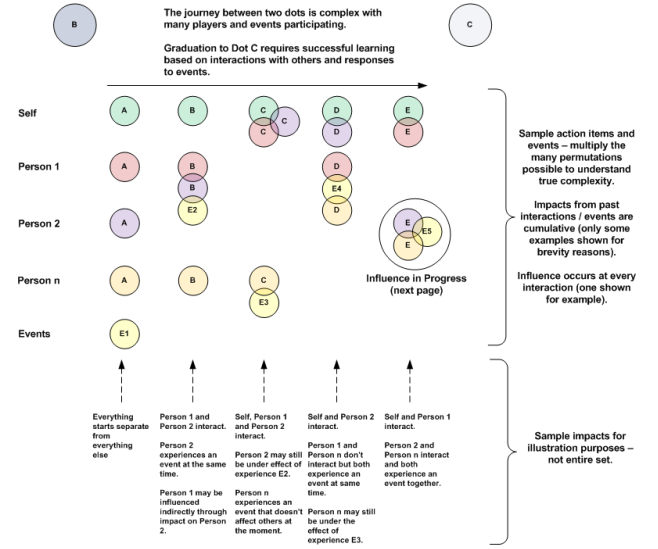 B
The journey between two dots is complex with
many players and events participating.
Graduation to Dot C requires successful learning
based on interactions with others and responses
to events.
C
Self
A
B
C
C
C
D
D
E
E
Person 1
A
B
B
E2
D
E4
D
Person 2
A
E
E5
E
Influence in Progress
(next page)
Person n
A
B
C
E3
Events
E1
Sample action items and
events – multiply the
many permutations
possible to understand
true complexity.
Impacts from past
interactions / events are
cumulative (only some
examples shown for
brevity reasons).
Influence occurs at every
interaction (one shown
for example).
Everything
starts separate
from
everything
else
Person 1 and
Person 2 interact.
Person 2
experiences an
event at the same
time.
Person 1 may be
influenced
indirectly through
impact on Person
2.
Self, Person 1
and Person 2
interact.
Person 2 may still
be under effect of
experience E2.
Person n
experiences an
event that doesn't
affect others at
the moment.
Self and Person 2
interact.
Person 1 and
Person n don't
interact but both
experience an
event at same
time.
Person n may still
be under the
effect of
experience E3.
Self and Person 1
interact.
Person 2 and
Person n interact
and both
experience an
event together.
Sample impacts for
illustration purposes –
not entire set.